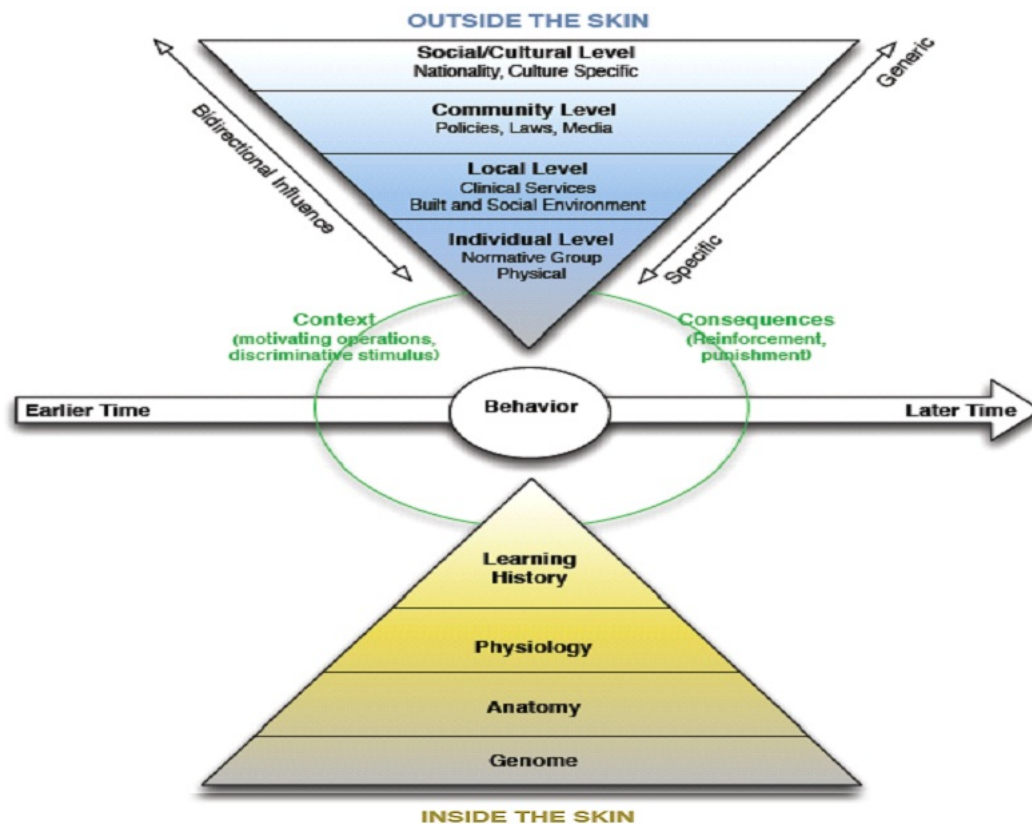 OUTSIDE THE SKIN
Social/Cultural Level
Nationality, Culture Specific
Community Level
Policies, Laws, Media
Local Level
Clinical Services
Built and Social Environment
Individual Level
Normative Group
Physical
Bidirectional Influence
Generic
Specific
Context
(motivating operations,
discriminative stimulus)
Consequences
(Reinforcement,
punishment)
Earlier Time
Behavior
Later Time
Learning
History
Physiology
Anatomy
Genome
INSIDE THE SKIN